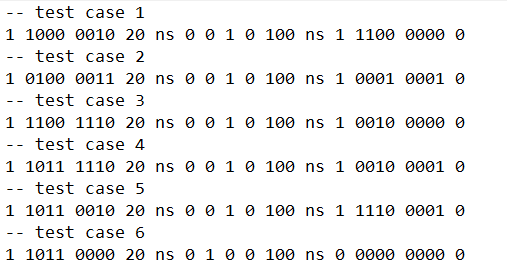 -- test case 1
1 1000 0010 20 ns 0 0 1 0 100 ns 1 1100 0000 0
-- test case 2
1 0100 0011 20 ns 0 0 1 0 100 ns 1 0001 0001 0
-- test case 3
1 1100 1110 20 ns 0 0 1 0 100 ns 1 0010 0000 0
-- test case 4
1 1011 1110 20 ns 0 0 1 0 100 ns 1 0010 0001 0
-- test case 5
1 1011 0010 20 ns 0 0 1 0 100 ns 1 1110 0001 0
-- test case 6
1 1011 0000 20 ns 0 1 0 0 100 ns 0 0000 0000 0